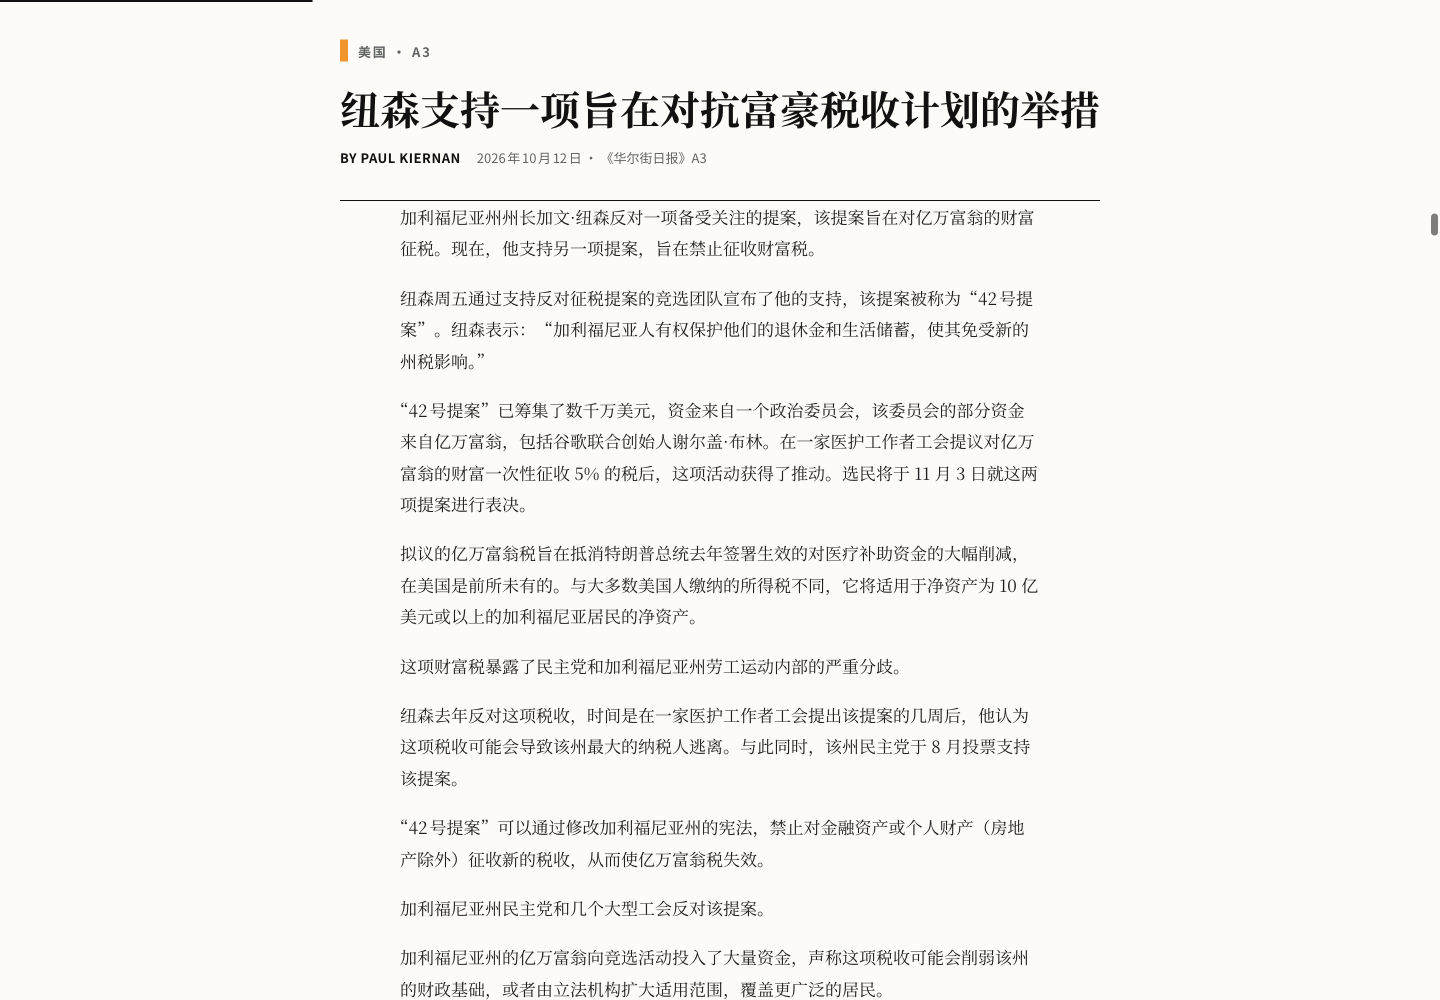 美国 · A3
纽森支持一项旨在对抗富豪税收计划的举措
BY PAUL KIERNAN 2026年10月12日 · 《华尔街日报》A3
加利福尼亚州州长加文·纽森反对一项备受关注的提案，该提案旨在对亿万富翁的财富
征税。现在，他支持另一项提案，旨在禁止征收财富税。
纽森周五通过支持反对征税提案的竞选团队宣布了他的支持，该提案被称为“42号提
案”。纽森表示：“加利福尼亚人有权保护他们的退休金和生活储蓄，使其免受新的
州税影响。”
“42号提案”已筹集了数千万美元，资金来自一个政治委员会，该委员会的部分资金
来自亿万富翁，包括谷歌联合创始人谢尔盖·布林。在一家医护工作者工会提议对亿万
富翁的财富一次性征收 5% 的税后，这项活动获得了推动。选民将于 11 月 3 日就这两
项提案进行表决。
拟议的亿万富翁税旨在抵消特朗普总统去年签署生效的对医疗补助资金的大幅削减，
在美国是前所未有的。与大多数美国人缴纳的所得税不同，它将适用于净资产为 10 亿
美元或以上的加利福尼亚居民的净资产。
这项财富税暴露了民主党和加利福尼亚州劳工运动内部的严重分歧。
纽森去年反对这项税收，时间是在一家医护工作者工会提出该提案的几周后，他认为
这项税收可能会导致该州最大的纳税人逃离。与此同时，该州民主党于 8 月投票支持
该提案。
“42号提案”可以通过修改加利福尼亚州的宪法，禁止对金融资产或个人财产（房地
产除外）征收新的税收，从而使亿万富翁税失效。
加利福尼亚州民主党和几个大型工会反对该提案。
加利福尼亚州的亿万富翁向竞选活动投入了大量资金，声称这项税收可能会削弱该州
的财政基础，或者由立法机构扩大适用范围，覆盖更广泛的居民。